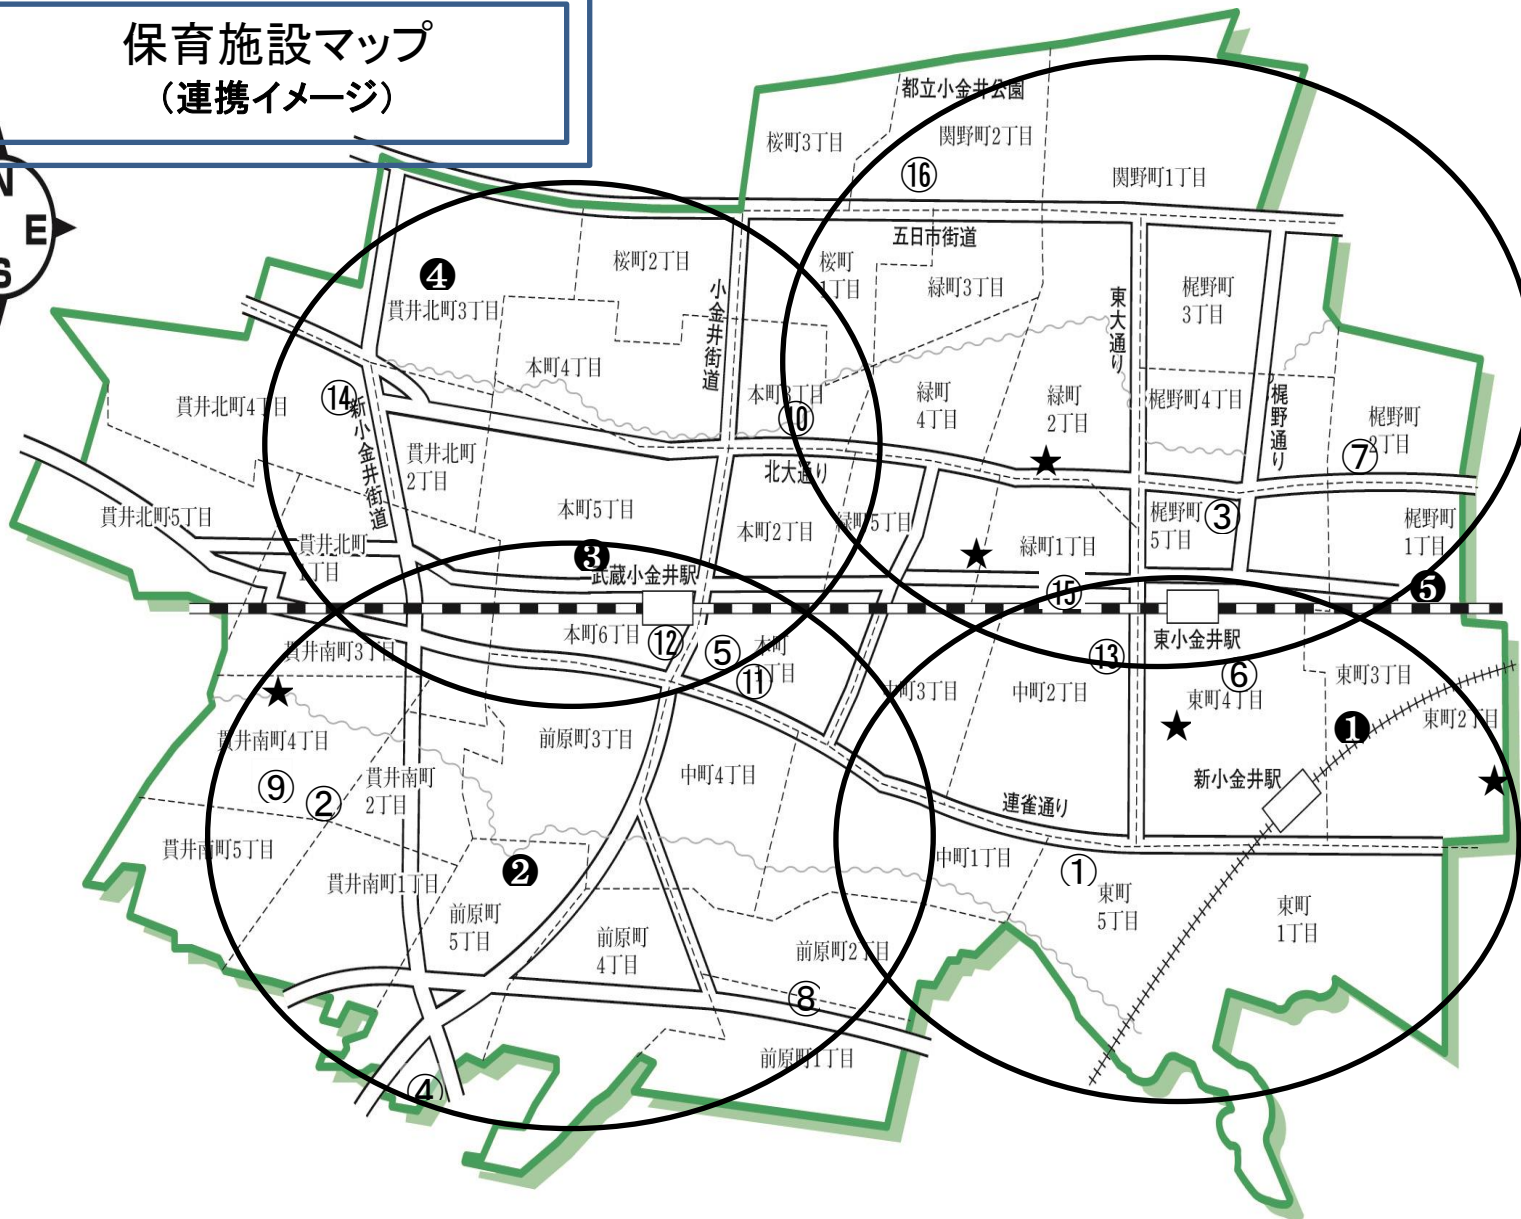 保育施設マップ
（連携イメージ）
N
E
S
都立小金井公園
桜町3丁目
関野町2丁目
⑯
関野町1丁目
五日市街道
桜町2丁目
桜町
1丁目
緑町3丁目
梶野町
3丁目
❹
貫井北町3丁目
小金井街道
東大通り
本町4丁目
⑭
貫井北町4丁目
新小金井街道
本町3丁目
⑩
緑町
4丁目
緑町
2丁目
梶野町4丁目
梶野通り
梶野町
2丁目
⑦
★
貫井北町
2丁目
北大通り
貫井北町5丁目
本町5丁目
本町2丁目
緑町5丁目
梶野町
5丁目
③
梶野町
1丁目
貫井北町
1丁目
❸
武蔵小金井駅
★
緑町1丁目
⑮
❺
本町6丁目
⑫
⑤
本町
1丁目
⑪
⑬
東小金井駅
⑥
貫井南町3丁目
★
中町3丁目
中町2丁目
東町4丁目
★
東町3丁目
❶
東町2丁目
貫井南町4丁目
⑨
②
貫井南町
2丁目
前原町3丁目
中町4丁目
連雀通り
新小金井駅
★
貫井南町5丁目
貫井南町1丁目
❷
中町1丁目
①
東町
5丁目
東町
1丁目
前原町
5丁目
前原町
4丁目
前原町2丁目
⑧
前原町1丁目
④